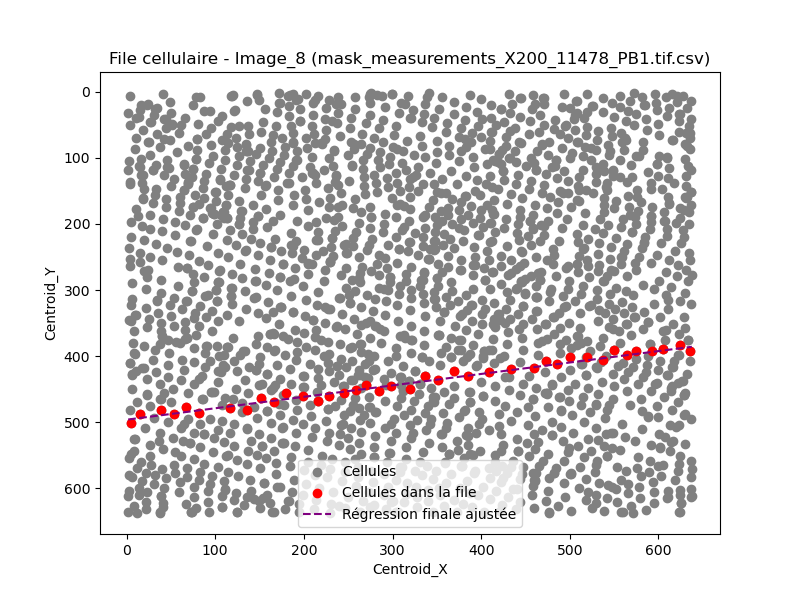 File cellulaire - Image_8 (mask_measurements_X200_11478_PB1.tif.csv)
0
100
200
300
400
500
600
Centroid_Y
Cellules
Cellules dans la file
Régression finale ajustée
0 100 200 300 400 500 600
Centroid_X